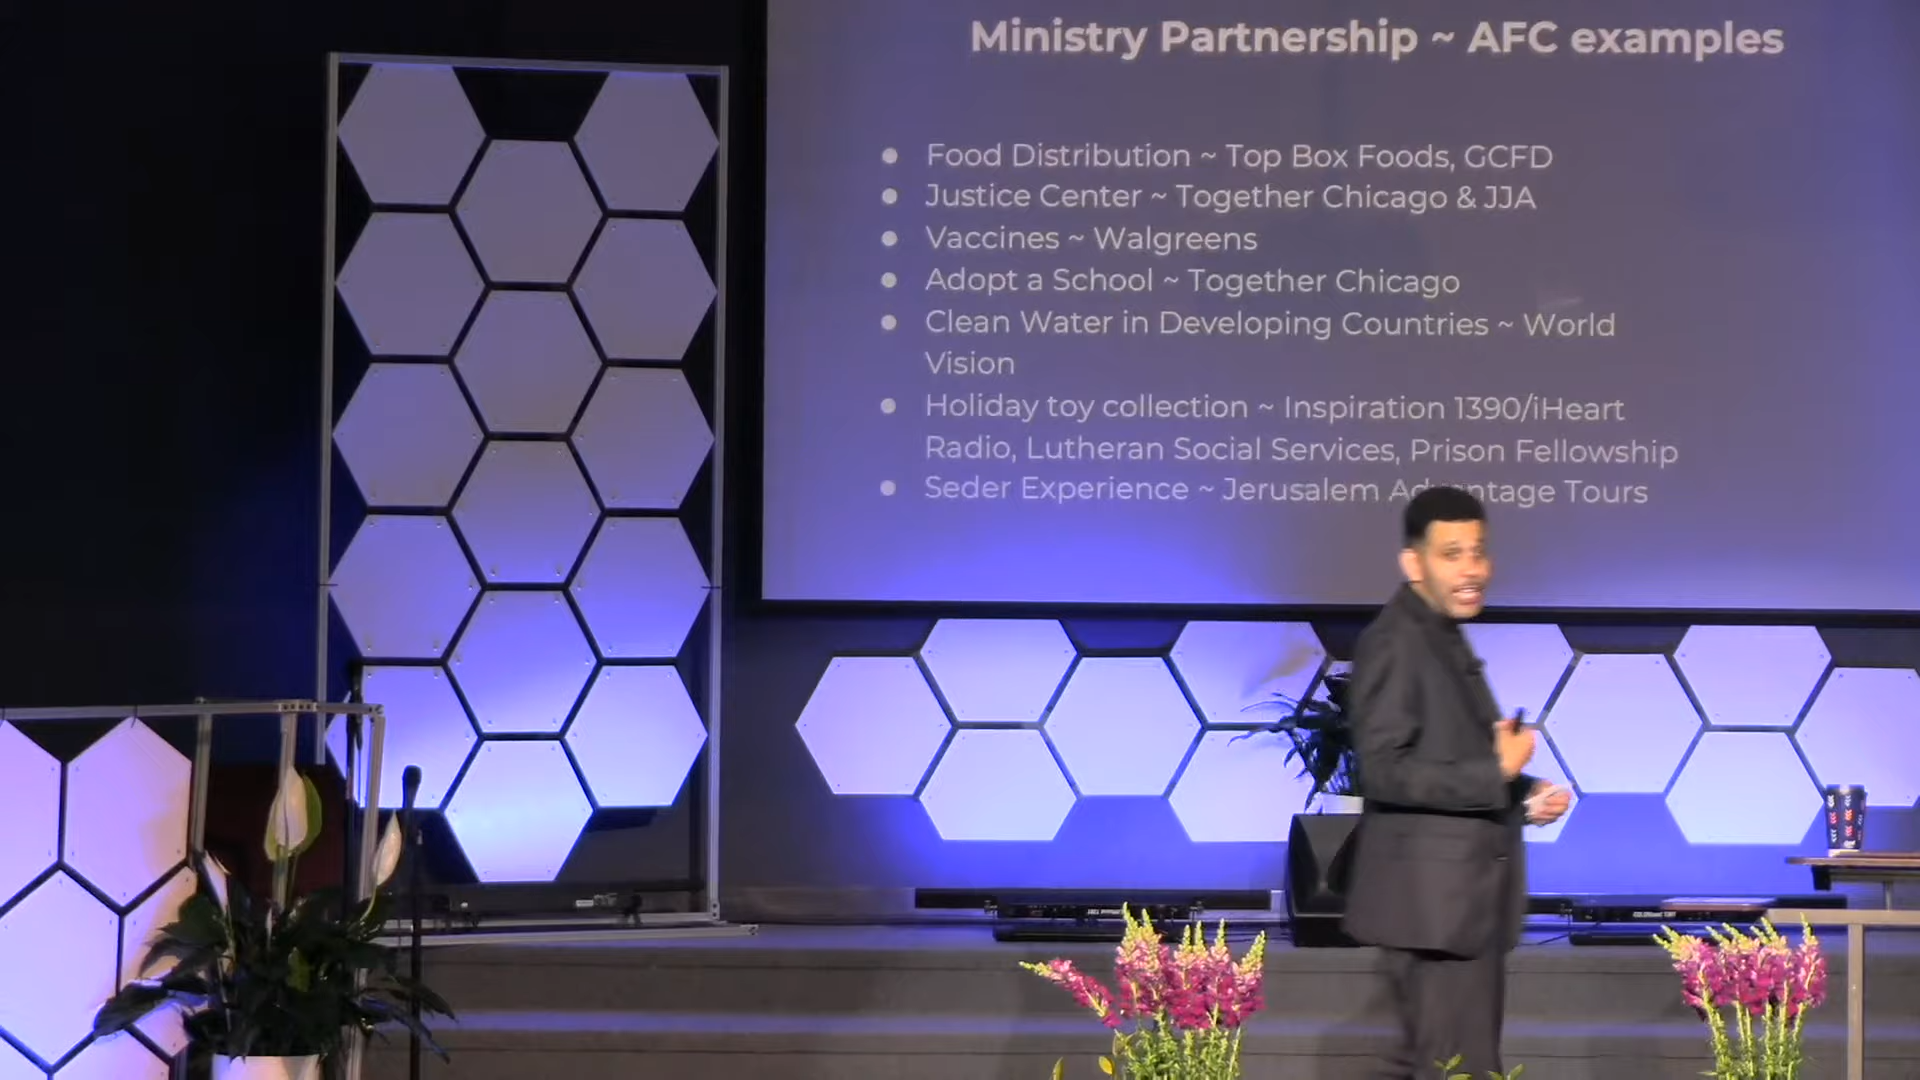 Ministry Partnership ~ AFC examples
● Food Distribution ~ Top Box Foods, GCFD
● Justice Center ~ Together Chicago & JJA
● Vaccines ~ Walgreens
● Adopt a School ~ Together Chicago
● Clean Water in Developing Countries ~ World
Vision
● Holiday toy collection ~ Inspiration 1390/iHeart
Radio, Lutheran Social Services, Prison Fellowship
● Seder Experience ~ Jerusalem Advantage Tours